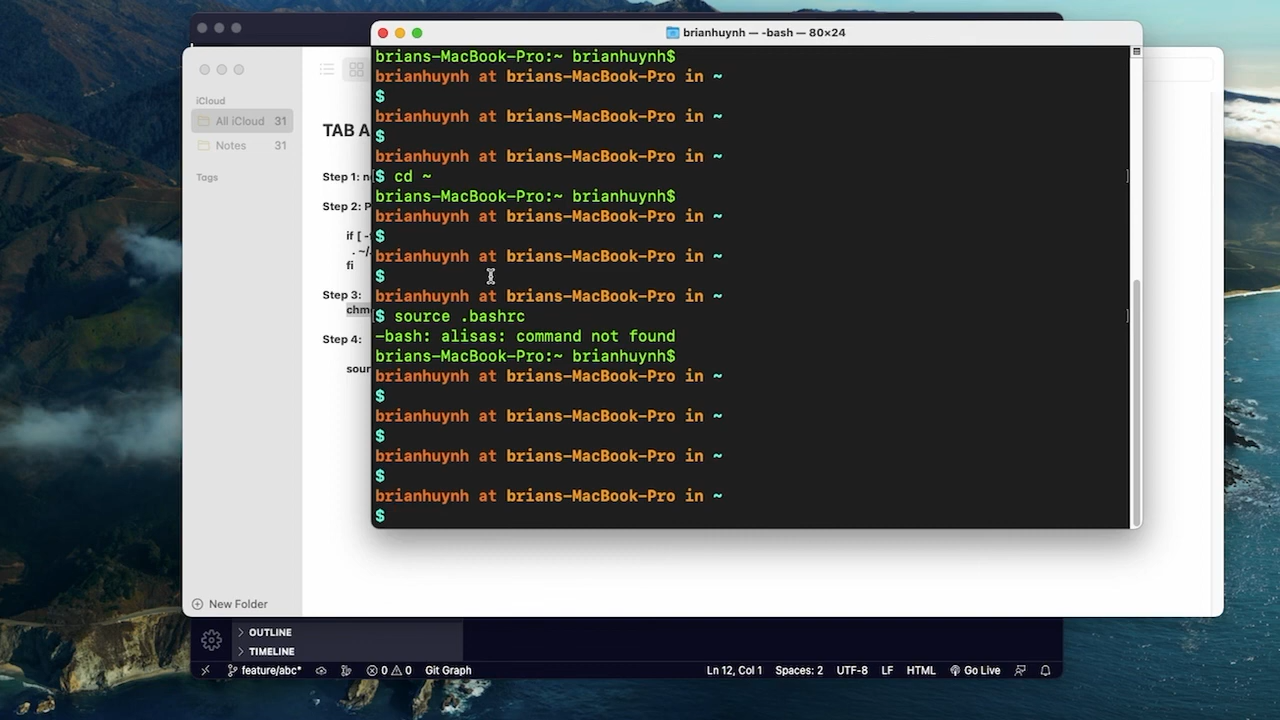 brianhuynh — -bash — 80×24
brians-MacBook-Pro:~ brianhuynh$
brianhuynh at brians-MacBook-Pro in ~
$
brianhuynh at brians-MacBook-Pro in ~
$
brianhuynh at brians-MacBook-Pro in ~
$ cd ~
brians-MacBook-Pro:~ brianhuynh$
brianhuynh at brians-MacBook-Pro in ~
$
brianhuynh at brians-MacBook-Pro in ~
$
brianhuynh at brians-MacBook-Pro in ~
$ source .bashrc
-bash: alisas: command not found
brians-MacBook-Pro:~ brianhuynh$
brianhuynh at brians-MacBook-Pro in ~
$
brianhuynh at brians-MacBook-Pro in ~
$
brianhuynh at brians-MacBook-Pro in ~
$
brianhuynh at brians-MacBook-Pro in ~
$
iCloud
All iCloud 31
Notes 31
Tags
New Folder
TAB A
Step 1:
Step 2: P
if [ -
. ~/
fi
Step 3:
chm
Step 4:
sour
OUTLINE
TIMELINE
feature/abc* 0 0 Git Graph Ln 12, Col 1 Spaces: 2 UTF-8 LF HTML Go Live